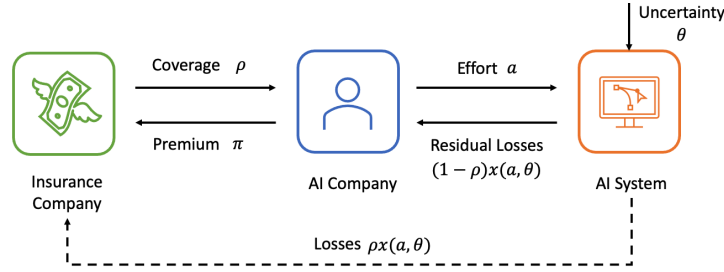 Uncertainty
θ
Coverage ρ
Effort a
Premium π
Residual Losses
(1 − ρ)x(a, θ)
Insurance
Company
AI Company
AI System
Losses ρx(a, θ)